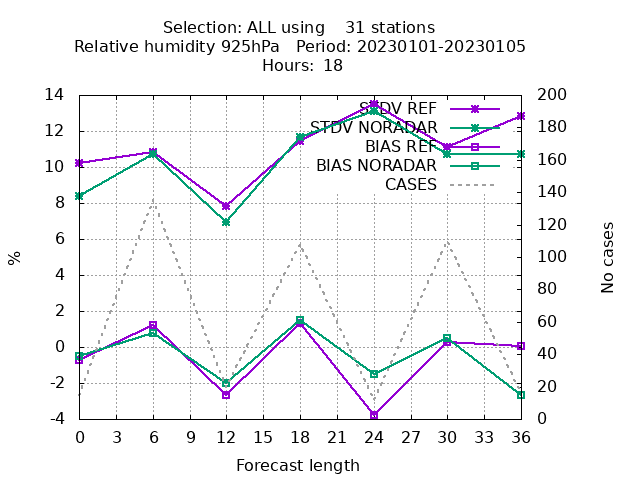 Selection: ALL using    31 stations
Relative humidity 925hPa   Period: 20230101-20230105
Hours: 18
STDV REF
STDV NORADAR
BIAS REF
BIAS NORADAR
CASES
14
12
10
8
6
4
2
0
-2
-4
%
200
180
160
140
120
100
80
60
40
20
0
No cases
0 3 6 9 12 15 18 21 24 27 30 33 36
Forecast length